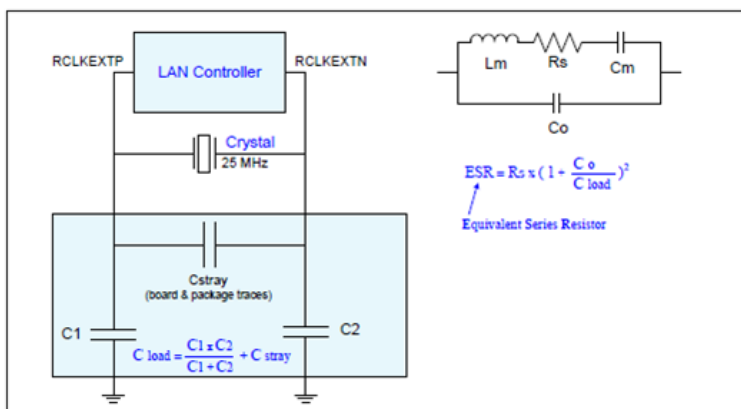 RCLKEXTP
LAN Controller
RCLKEXTN
Crystal
25 MHz
Cstray
(board & package traces)
C1
C2
C load = C1 x C2 / C1 + C2 + C stray
Lm
Rs
Cm
Co
ESR = Rs x ( 1 + C o / C load )²
Equivalent Series Resistor